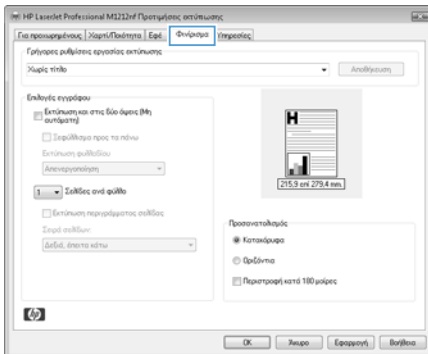 HP LaserJet Professional M1212nf Προτιμήσεις εκτύπωσης
Για προχωρημένους Χαρτί/Ποιότητα Εφέ Φινίρισμα Υπηρεσίες
Γρήγορες ρυθμίσεις εργασίας εκτύπωσης
Χωρίς τίτλο Αποθήκευση
Επιλογές εγγράφου
Εκτύπωση και στις δύο όψεις (Μη
αυτόματη)
Ξεφύλλισμα προς τα πάνω
Εκτύπωση φυλλαδίου
Απενεργοποίηση
1 Σελίδες ανά φύλλο
Εκτύπωση περιγράμματος σελίδας
Σειρά σελίδων:
Δεξιά, έπειτα κάτω
H
215,9 επί 279,4 mm.
Προσανατολισμός
Κατακόρυφα
Οριζόντια
Περιστροφή κατά 180 μοίρες
hp
OK Άκυρο Εφαρμογή Βοήθεια